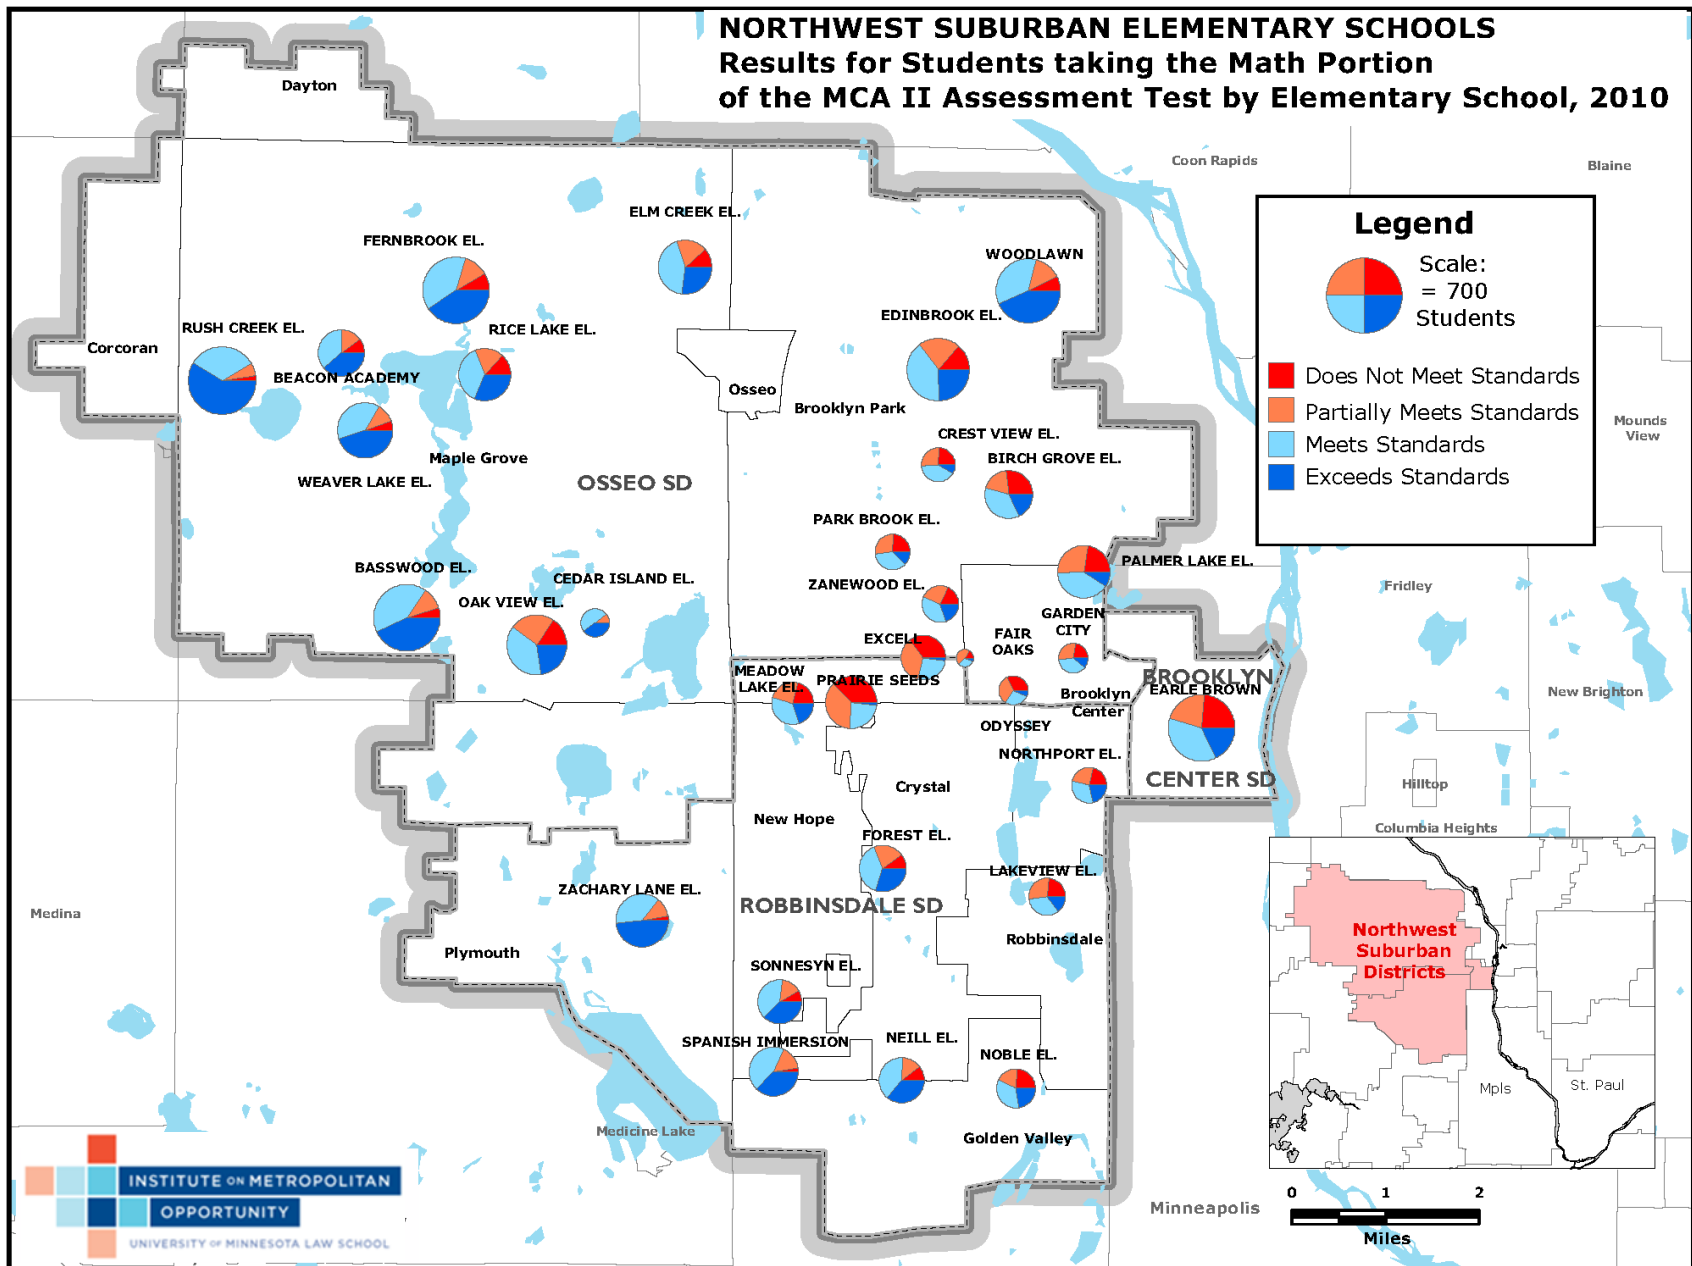 NORTHWEST SUBURBAN ELEMENTARY SCHOOLS
Results for Students taking the Math Portion
of the MCA II Assessment Test by Elementary School, 2010
Dayton
Coon Rapids
Blaine
ELM CREEK EL.
FERNBROOK EL.
WOODLAWN
Legend
Scale:
= 700
Students
Does Not Meet Standards
Partially Meets Standards
Meets Standards
Exceeds Standards
EDINBROOK EL.
RUSH CREEK EL.
RICE LAKE EL.
Corcoran
BEACON ACADEMY
Osseo
Brooklyn Park
Mounds
View
CREST VIEW EL.
BIRCH GROVE EL.
Maple Grove
WEAVER LAKE EL.
OSSEO SD
PARK BROOK EL.
PALMER LAKE EL.
BASSWOOD EL.
CEDAR ISLAND EL.
ZANEWOOD EL.
Fridley
OAK VIEW EL.
GARDEN
CITY
FAIR
OAKS
EXCELL
MEADOW
LAKE EL.
PRAIRIE SEEDS
BROOKLYN
EARLE BROWN
Brooklyn
Center
New Brighton
ODYSSEY
NORTHPORT EL.
CENTER SD
Hilltop
Crystal
New Hope
Columbia Heights
FOREST EL.
LAKEVIEW EL.
ZACHARY LANE EL.
ROBBINSDALE SD
Medina
Robbinsdale
Plymouth
Northwest
Suburban
Districts
SONNESYN EL.
SPANISH IMMERSION
NEILL EL.
NOBLE EL.
Mpls
St. Paul
Medicine Lake
Golden Valley
INSTITUTE ON METROPOLITAN
OPPORTUNITY
UNIVERSITY OF MINNESOTA LAW SCHOOL
Minneapolis
0 1 2
Miles